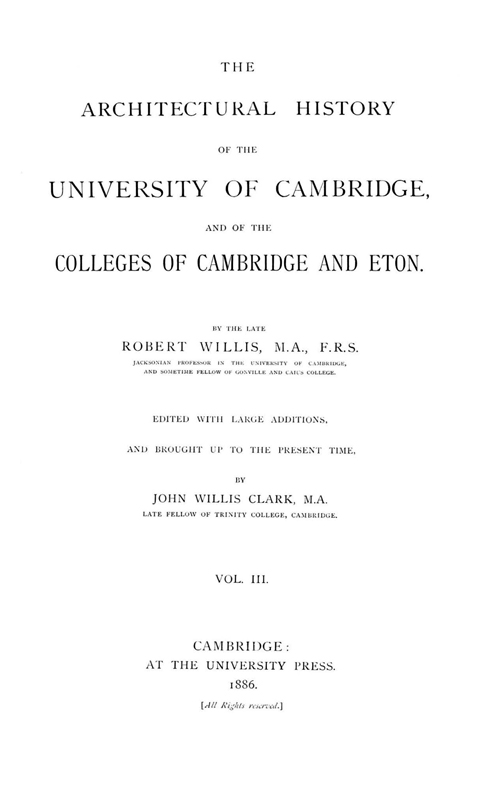 THE
ARCHITECTURAL HISTORY
OF THE
UNIVERSITY OF CAMBRIDGE,
AND OF THE
COLLEGES OF CAMBRIDGE AND ETON.
BY THE LATE
ROBERT WILLIS, M.A., F.R.S.
JACKSONIAN PROFESSOR IN THE UNIVERSITY OF CAMBRIDGE,
AND SOMETIME FELLOW OF GONVILLE AND CAIUS COLLEGE.
EDITED WITH LARGE ADDITIONS,
AND BROUGHT UP TO THE PRESENT TIME,
BY
JOHN WILLIS CLARK, M.A.
LATE FELLOW OF TRINITY COLLEGE, CAMBRIDGE.
VOL. III.
CAMBRIDGE:
AT THE UNIVERSITY PRESS.
1886.
[All Rights reserved.]